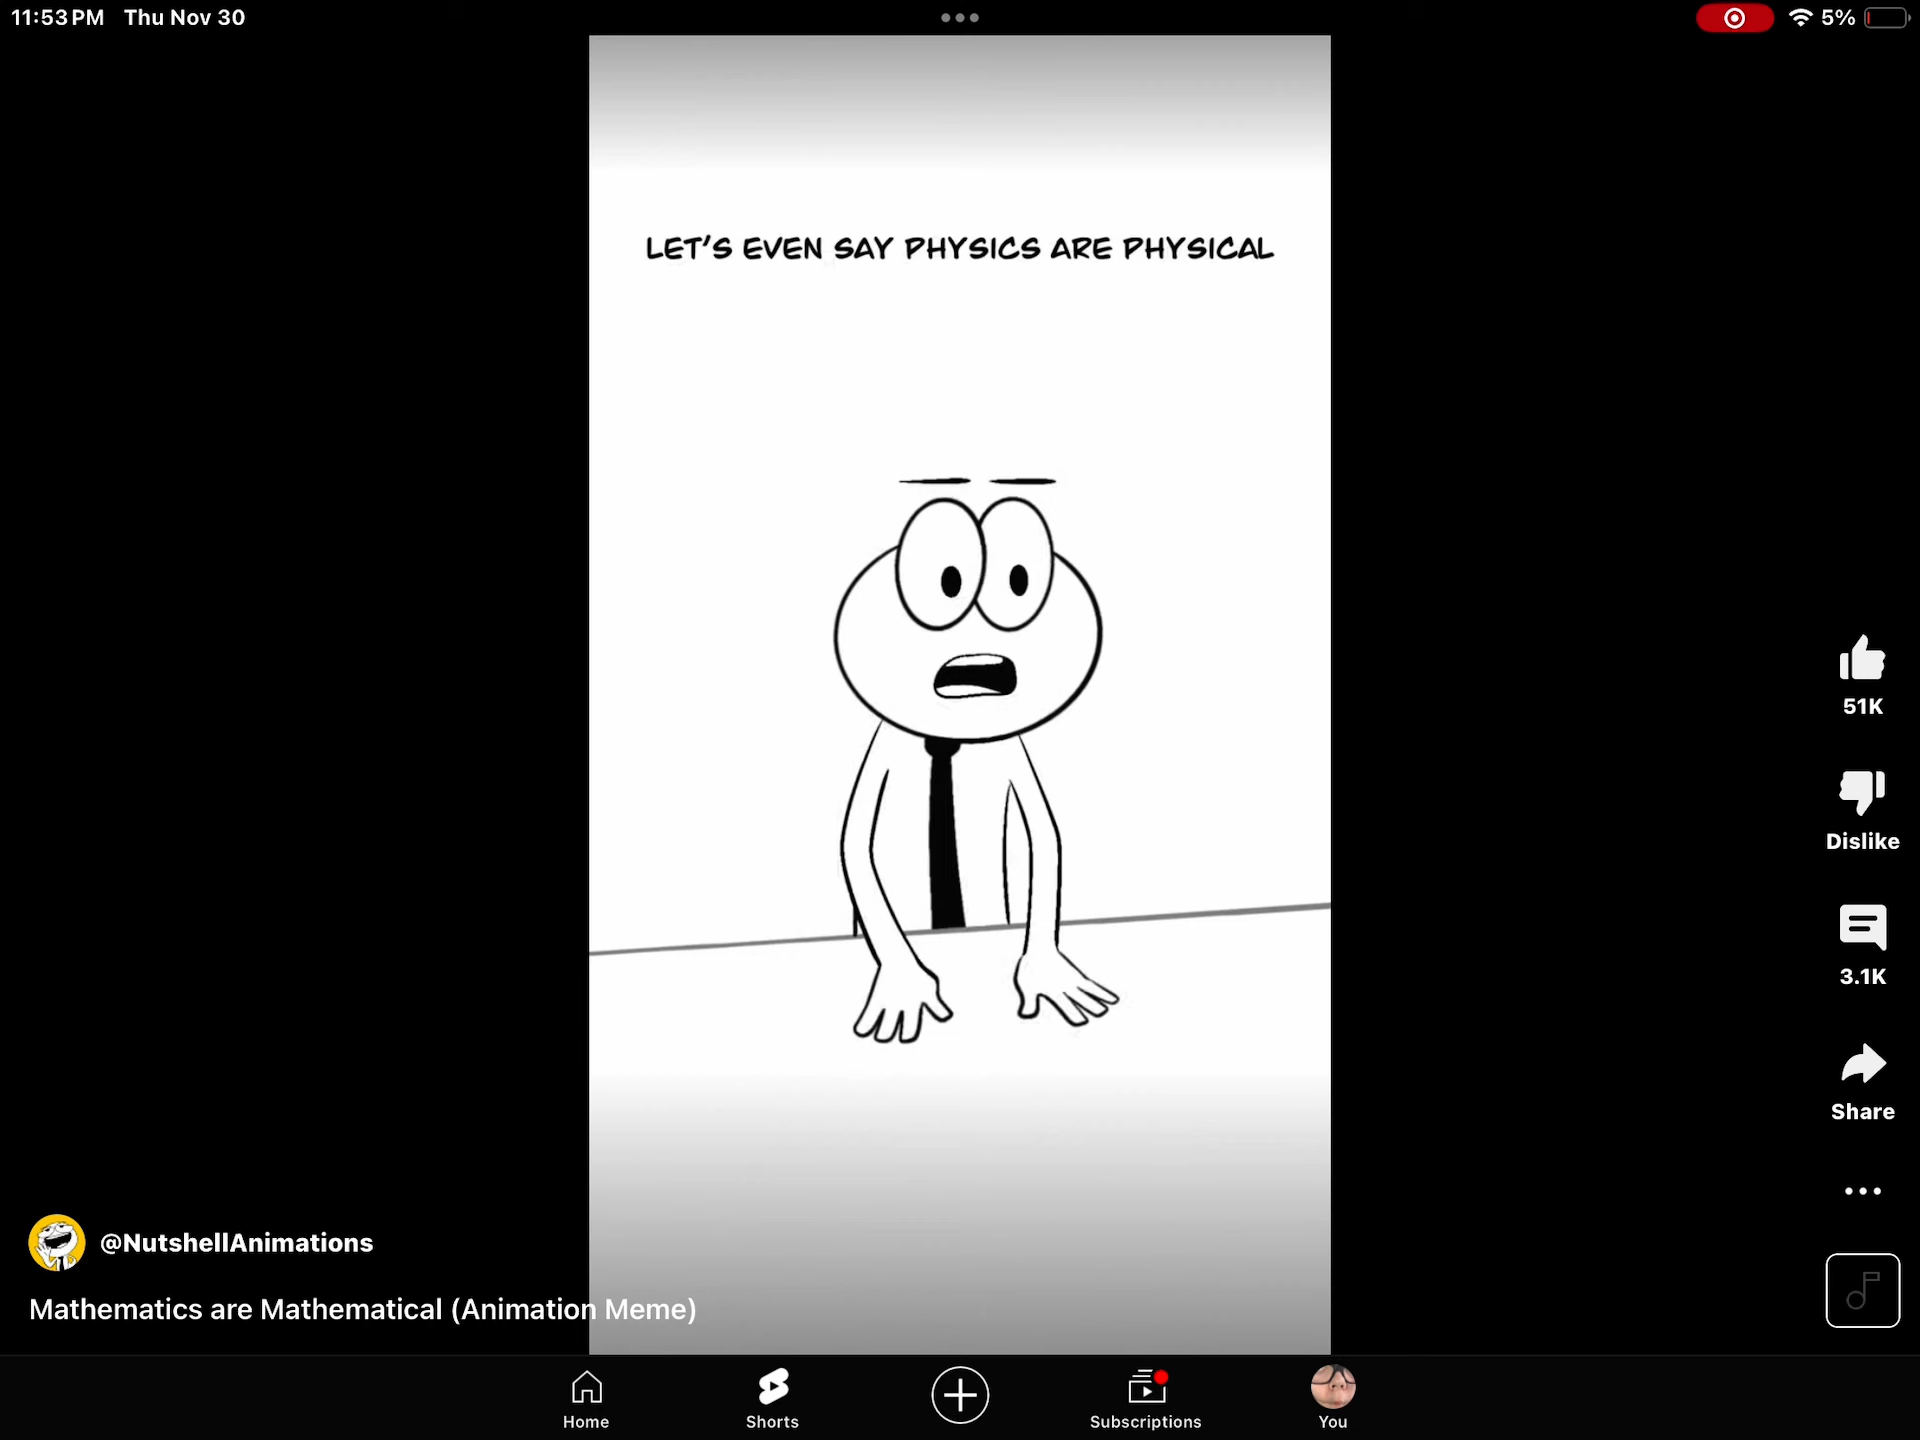 11:53 PM Thu Nov 30
5%
LET'S EVEN SAY PHYSICS ARE PHYSICAL
51K
Dislike
3.1K
Share
@NutshellAnimations
Mathematics are Mathematical (Animation Meme)
Home
Shorts
Subscriptions
You